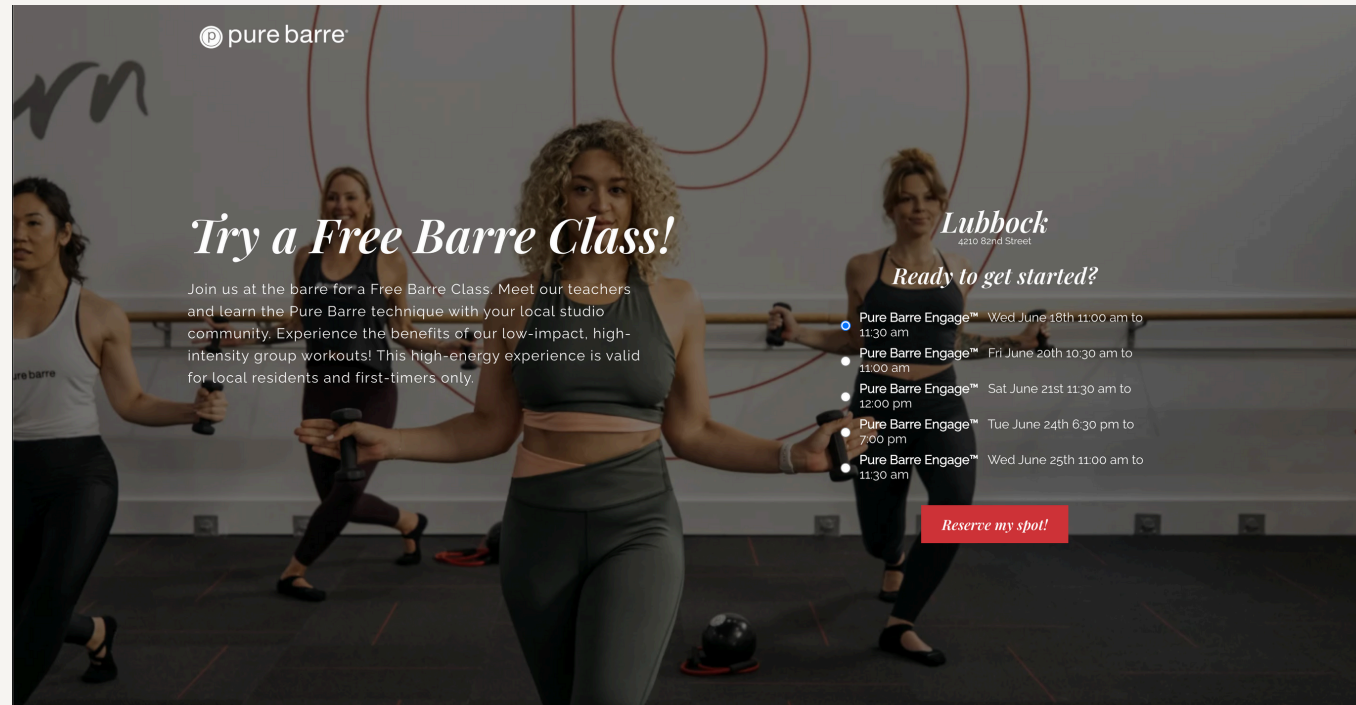 pure barre
Try a Free Barre Class!
Join us at the barre for a Free Barre Class. Meet our teachers
and learn the Pure Barre technique with your local studio
community. Experience the benefits of our low-impact, high-
intensity group workouts! This high-energy experience is valid
for local residents and first-timers only.
Lubbock
4210 82nd Street
Ready to get started?
Pure Barre Engage™ Wed June 18th 11:00 am to
11:30 am
Pure Barre Engage™ Fri June 20th 10:30 am to
11:00 am
Pure Barre Engage™ Sat June 21st 11:30 am to
12:00 pm
Pure Barre Engage™ Tue June 24th 6:30 pm to
7:00 pm
Pure Barre Engage™ Wed June 25th 11:00 am to
11:30 am
Reserve my spot!